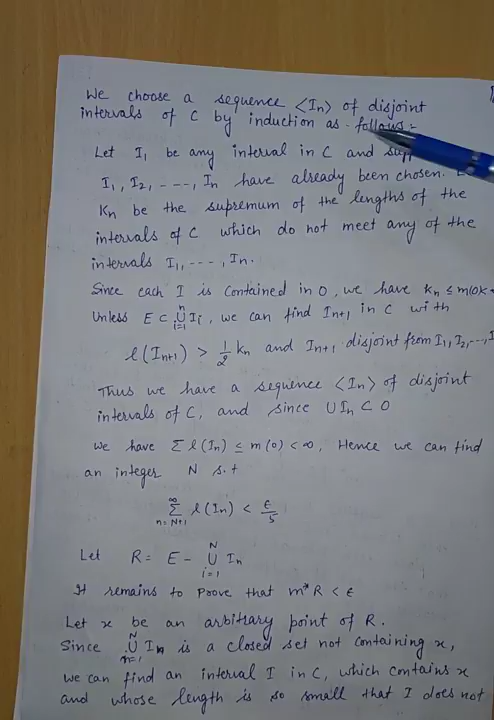 We choose a sequence <In> of disjoint
intervals of C by induction as follows:
Let I₁ be any interval in C and
I₁, I₂, ----, In have already been chosen.
Kn be the supremum of the lengths of the
intervals of C which do not meet any of the
intervals I₁, ---, In.
Since each I is contained in O, we have kn ≤ m(O)<
Unless E ⊂ ⋃ᵢ₌₁ⁿ Iᵢ, we can find In+1 in C with
l(In+1) > 1/2 kn and In+1 disjoint from I₁, I₂,--,
Thus we have a sequence <In> of disjoint
intervals of C, and since ∪In ⊂ O
We have Σ l(In) ≤ m(O) < ∞, Hence we can find
an integer N s.t
Σ_{n=N+1}^∞ l(In) < ε/5
Let R = E - ⋃ᵢ₌₁ᴺ In
It remains to prove that m*R < ε
Let x be an arbitrary point of R.
Since ⋃ₙ₌₁ᴺ In is a closed set not containing x,
we can find an interval I in C, which contains x
and whose length is so small that I does not